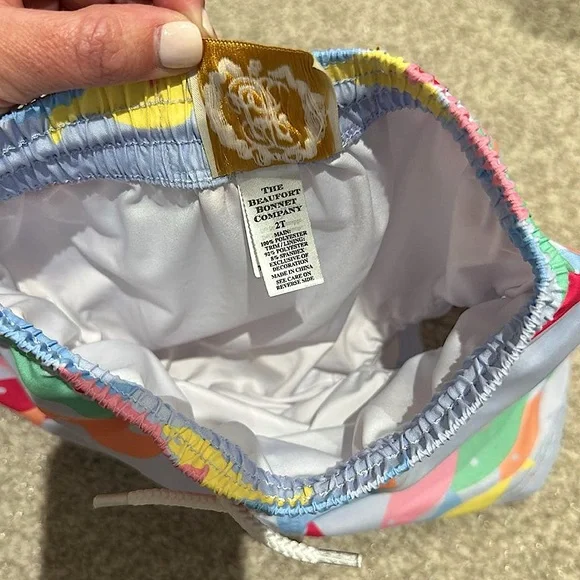 THE
BEAUFORT
BONNET
COMPANY
2T
MAIN:
100% POLYESTER
TRIM / LINING:
92% POLYESTER
8% SPANDEX
EXCLUSIVE OF
DECORATION
MADE IN CHINA
SEE CARE ON
REVERSE SIDE